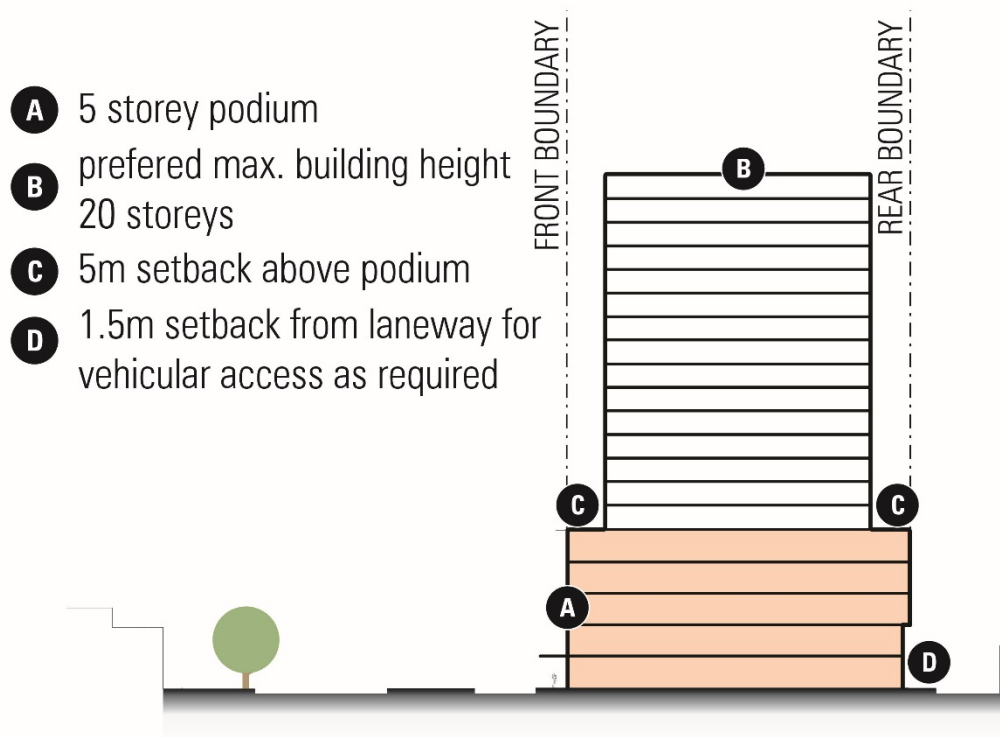 A 5 storey podium
B prefered max. building height
20 storeys
C 5m setback above podium
D 1.5m setback from laneway for
vehicular access as required
FRONT BOUNDARY
REAR BOUNDARY
B
C
C
A
D